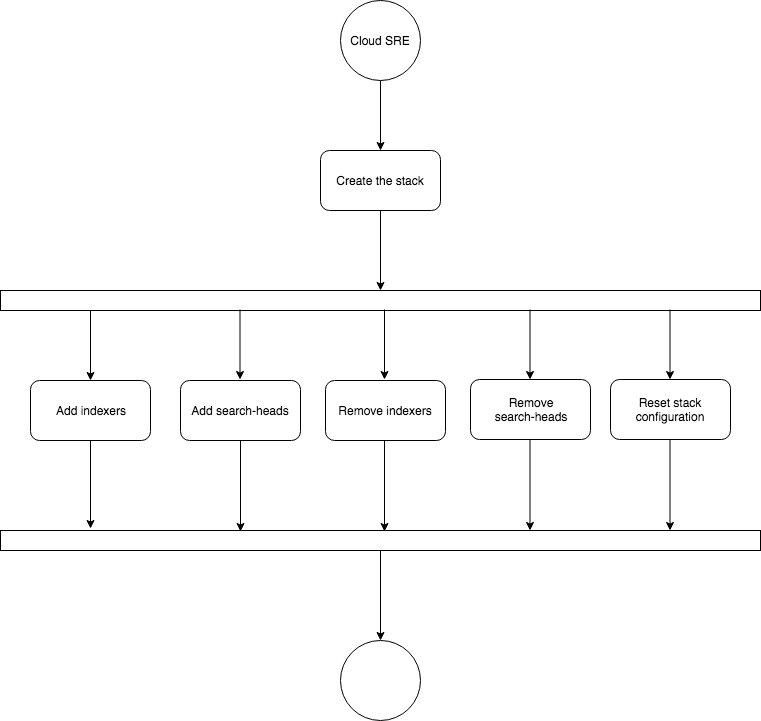 Cloud SRE
Create the stack
Add indexers
Add search-heads
Remove indexers
Remove
search-heads
Reset stack
configuration